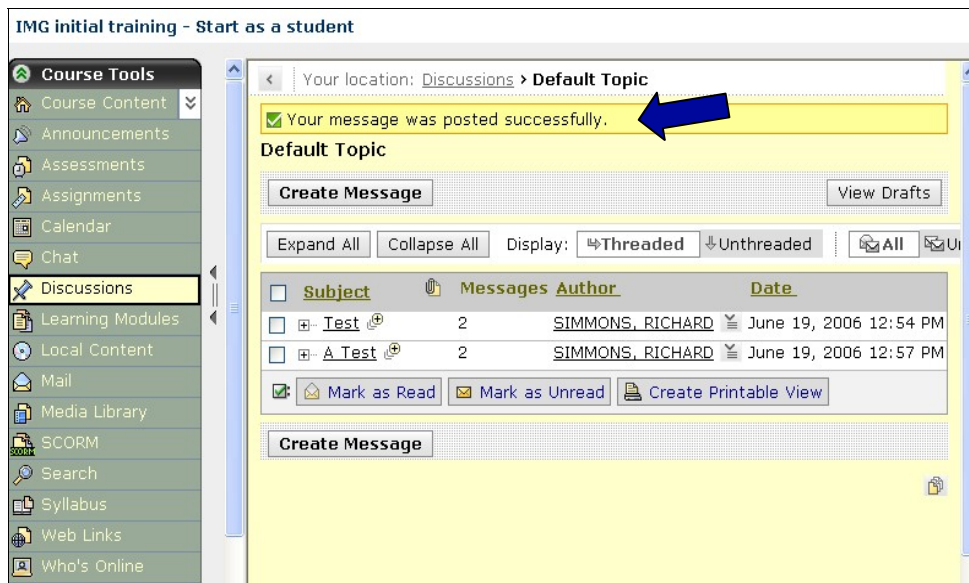 IMG initial training - Start as a student
Course Tools
Course Content
Announcements
Assessments
Assignments
Calendar
Chat
Discussions
Learning Modules
Local Content
Mail
Media Library
SCORM
Search
Syllabus
Web Links
Who's Online
Your location: Discussions › Default Topic
Your message was posted successfully.
Default Topic
Create Message View Drafts
Expand All Collapse All Display: Threaded Unthreaded All
Subject Messages Author Date
Test 2 SIMMONS, RICHARD June 19, 2006 12:54 PM
A Test 2 SIMMONS, RICHARD June 19, 2006 12:57 PM
Mark as Read Mark as Unread Create Printable View
Create Message